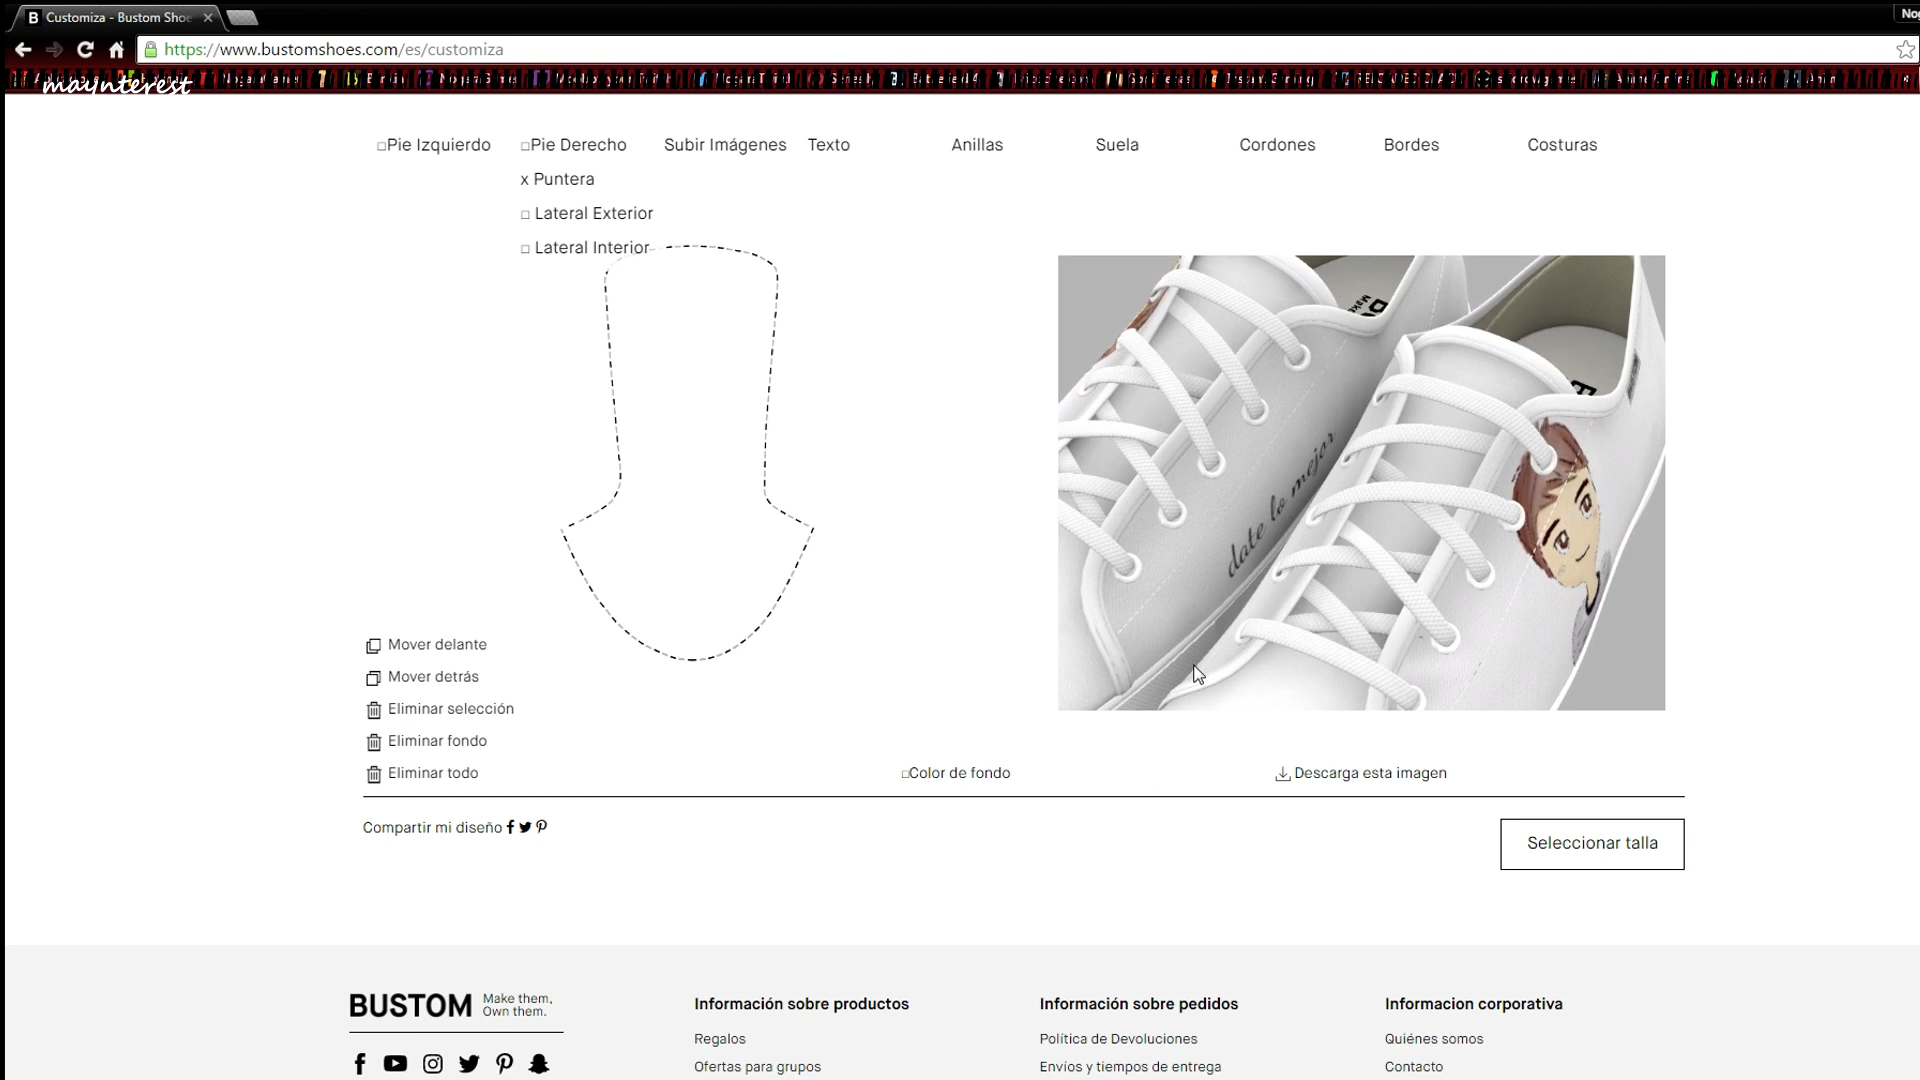 B Customiza - Bustom Shoe
Nog
https://www.bustomshoes.com/es/customiza
maynterest
Pie Izquierdo Pie Derecho Subir Imágenes Texto Anillas Suela Cordones Bordes Costuras
x Puntera
Lateral Exterior
Lateral Interior
date lo mejor
Mover delante
Mover detrás
Eliminar selección
Eliminar fondo
Eliminar todo
Color de fondo
Descarga esta imagen
Compartir mi diseño
Seleccionar talla
BUSTOM Make them,
Own them.
Información sobre productos
Regalos
Ofertas para grupos
Información sobre pedidos
Política de Devoluciones
Envíos y tiempos de entrega
Informacion corporativa
Quiénes somos
Contacto